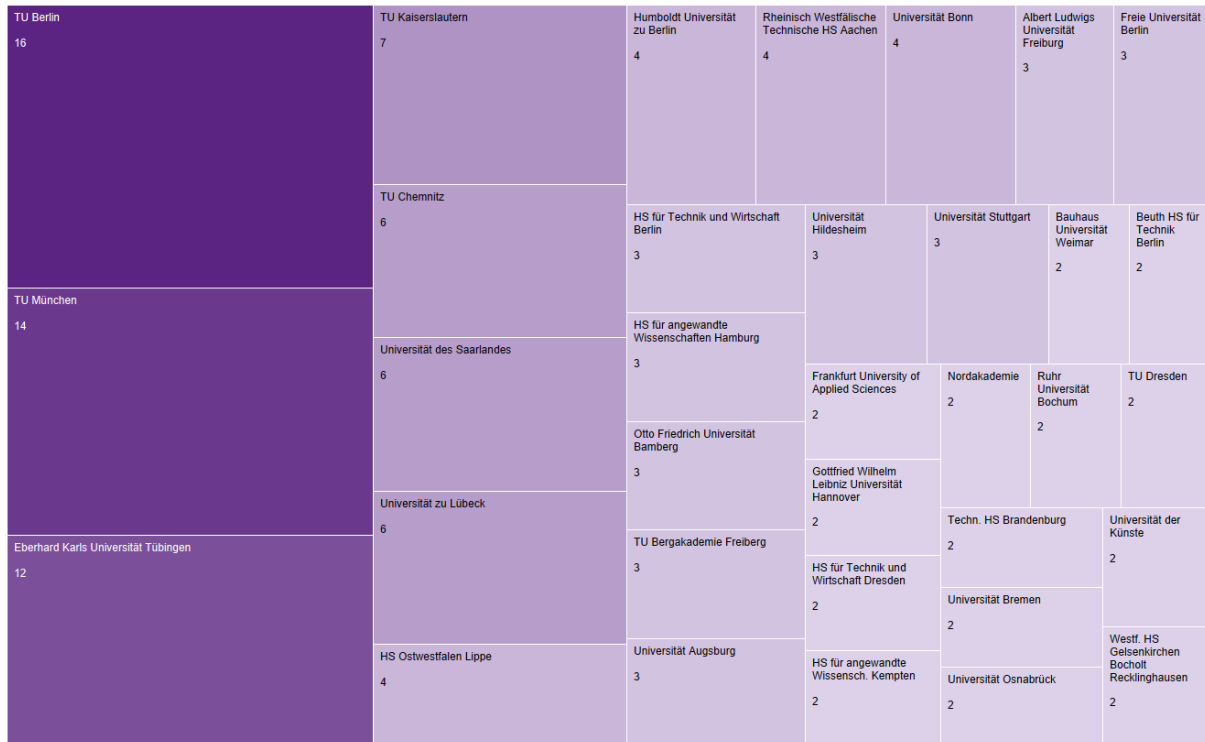 TU Berlin
16
TU München
14
Eberhard Karls Universität Tübingen
12
TU Kaiserslautern
7
TU Chemnitz
6
Universität des Saarlandes
6
Universität zu Lübeck
6
HS Ostwestfalen Lippe
4
Humboldt Universität
zu Berlin
4
Rheinisch Westfälische
Technische HS Aachen
4
Universität Bonn
4
Albert Ludwigs
Universität
Freiburg
3
Freie Universität
Berlin
3
HS für Technik und Wirtschaft
Berlin
3
HS für angewandte
Wissenschaften Hamburg
3
Otto Friedrich Universität
Bamberg
3
TU Bergakademie Freiberg
3
Universität Augsburg
3
Universität
Hildesheim
3
Universität Stuttgart
3
Bauhaus
Universität
Weimar
2
Beuth HS für
Technik
Berlin
2
Frankfurt University of
Applied Sciences
2
Gottfried Wilhelm
Leibniz Universität
Hannover
2
HS für Technik und
Wirtschaft Dresden
2
HS für angewandte
Wissensch. Kempten
2
Nordakademie
2
Ruhr
Universität
Bochum
2
TU Dresden
2
Techn. HS Brandenburg
2
Universität Bremen
2
Universität Osnabrück
2
Universität der
Künste
2
Westf. HS
Gelsenkirchen
Bocholt
Recklinghausen
2